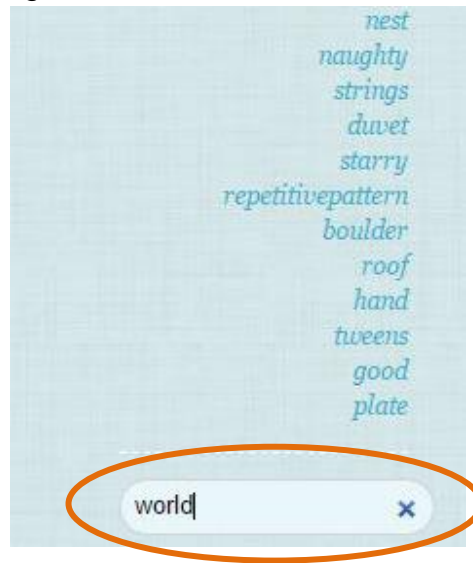 nest
naughty
strings
duvet
starry
repetitivepattern
boulder
roof
hand
tweens
good
plate
world